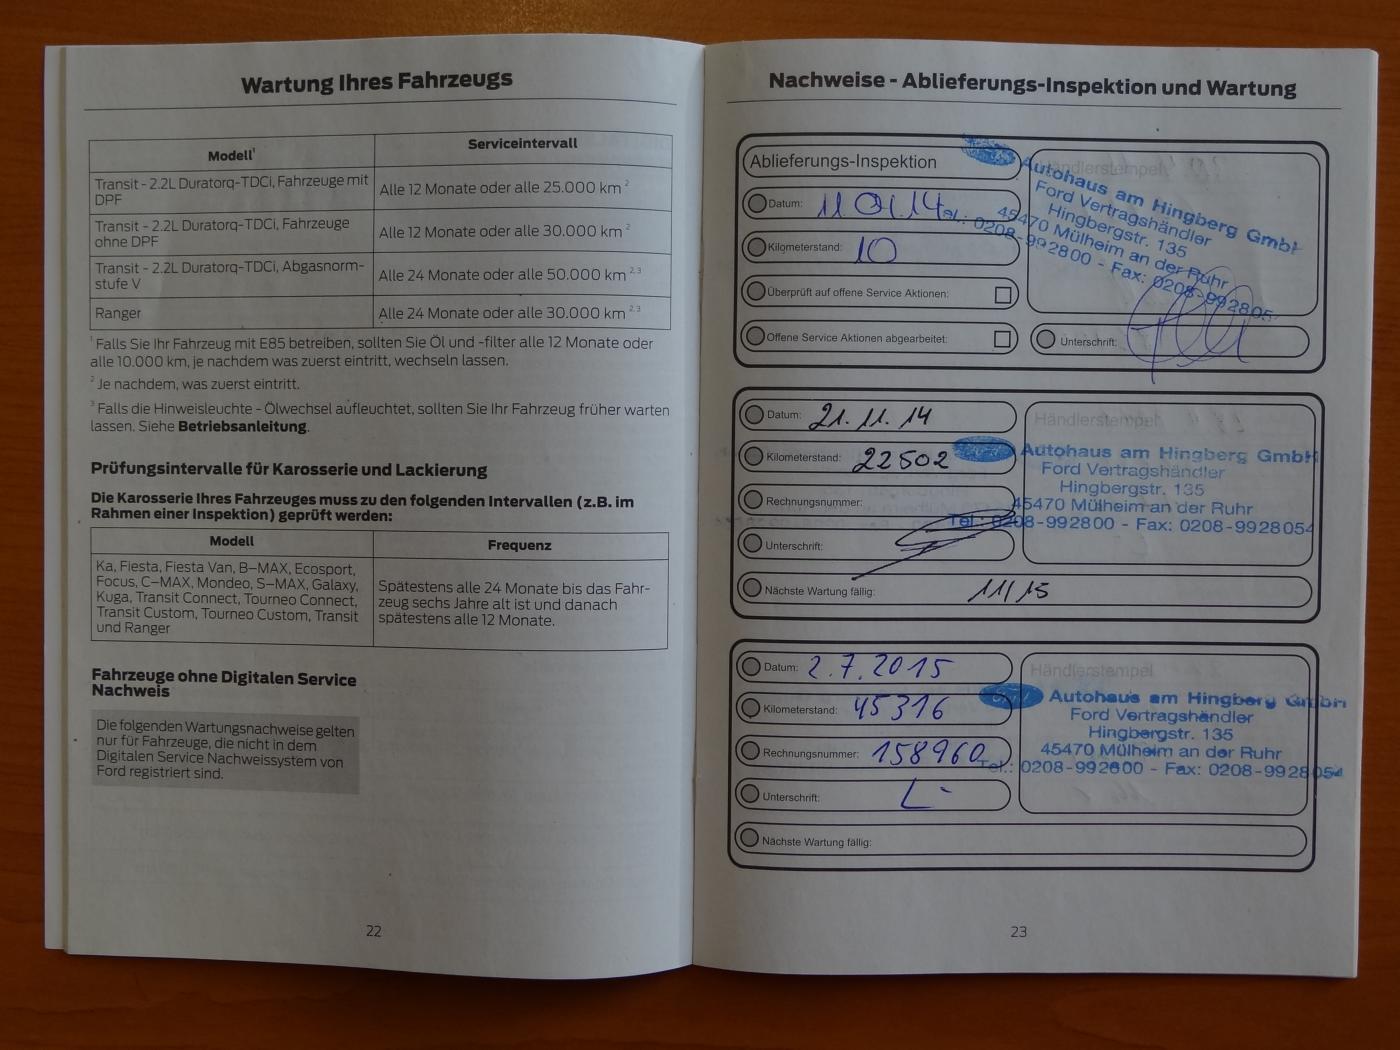 Wartung Ihres Fahrzeugs
Modell¹ Serviceintervall
Transit - 2.2L Duratorq-TDCi, Fahrzeuge mit
DPF
Alle 12 Monate oder alle 25.000 km ²
Transit - 2.2L Duratorq-TDCi, Fahrzeuge
ohne DPF
Alle 12 Monate oder alle 30.000 km ²
Transit - 2.2L Duratorq-TDCi, Abgasnorm-
stufe V
Alle 24 Monate oder alle 50.000 km ²,³
Ranger
Alle 24 Monate oder alle 30.000 km ²,³
¹ Falls Sie Ihr Fahrzeug mit E85 betreiben, sollten Sie Öl und -filter alle 12 Monate oder
alle 10.000 km, je nachdem was zuerst eintritt, wechseln lassen.
² Je nachdem, was zuerst eintritt.
³ Falls die Hinweisleuchte - Ölwechsel aufleuchtet, sollten Sie Ihr Fahrzeug früher warten
lassen. Siehe Betriebsanleitung.
Prüfungsintervalle für Karosserie und Lackierung
Die Karosserie Ihres Fahrzeuges muss zu den folgenden Intervallen (z.B. im
Rahmen einer Inspektion) geprüft werden:
Modell Frequenz
Ka, Fiesta, Fiesta Van, B-MAX, Ecosport,
Focus, C-MAX, Mondeo, S-MAX, Galaxy,
Kuga, Transit Connect, Tourneo Connect,
Transit Custom, Tourneo Custom, Transit
und Ranger
Spätestens alle 24 Monate bis das Fahr-
zeug sechs Jahre alt ist und danach
spätestens alle 12 Monate.
Fahrzeuge ohne Digitalen Service
Nachweis
Die folgenden Wartungsnachweise gelten
nur für Fahrzeuge, die nicht in dem
Digitalen Service Nachweissystem von
Ford registriert sind.
22
Nachweise - Ablieferungs-Inspektion und Wartung
Ablieferungs-Inspektion
Datum:
Kilometerstand: 10
Überprüft auf offene Service Aktionen:
Offene Service Aktionen abgearbeitet:
Händlerstempel
Autohaus am Hingberg GmbH
Ford Vertragshändler
Hingbergstr. 135
45470 Mülheim an der Ruhr
Tel.: 0208-992800 - Fax: 0208-9928054
Unterschrift:
Datum: 21.11.14
Kilometerstand: 22502
Rechnungsnummer:
Unterschrift:
Nächste Wartung fällig: 11/15
Händlerstempel
Autohaus am Hingberg GmbH
Ford Vertragshändler
Hingbergstr. 135
45470 Mülheim an der Ruhr
Tel.: 0208-992800 - Fax: 0208-9928054
Datum: 2.7.2015
Kilometerstand: 45316
Rechnungsnummer: 158960
Unterschrift:
Nächste Wartung fällig:
Händlerstempel
Autohaus am Hingberg GmbH
Ford Vertragshändler
Hingbergstr. 135
45470 Mülheim an der Ruhr
Tel.: 0208-992800 - Fax: 0208-9928054
23